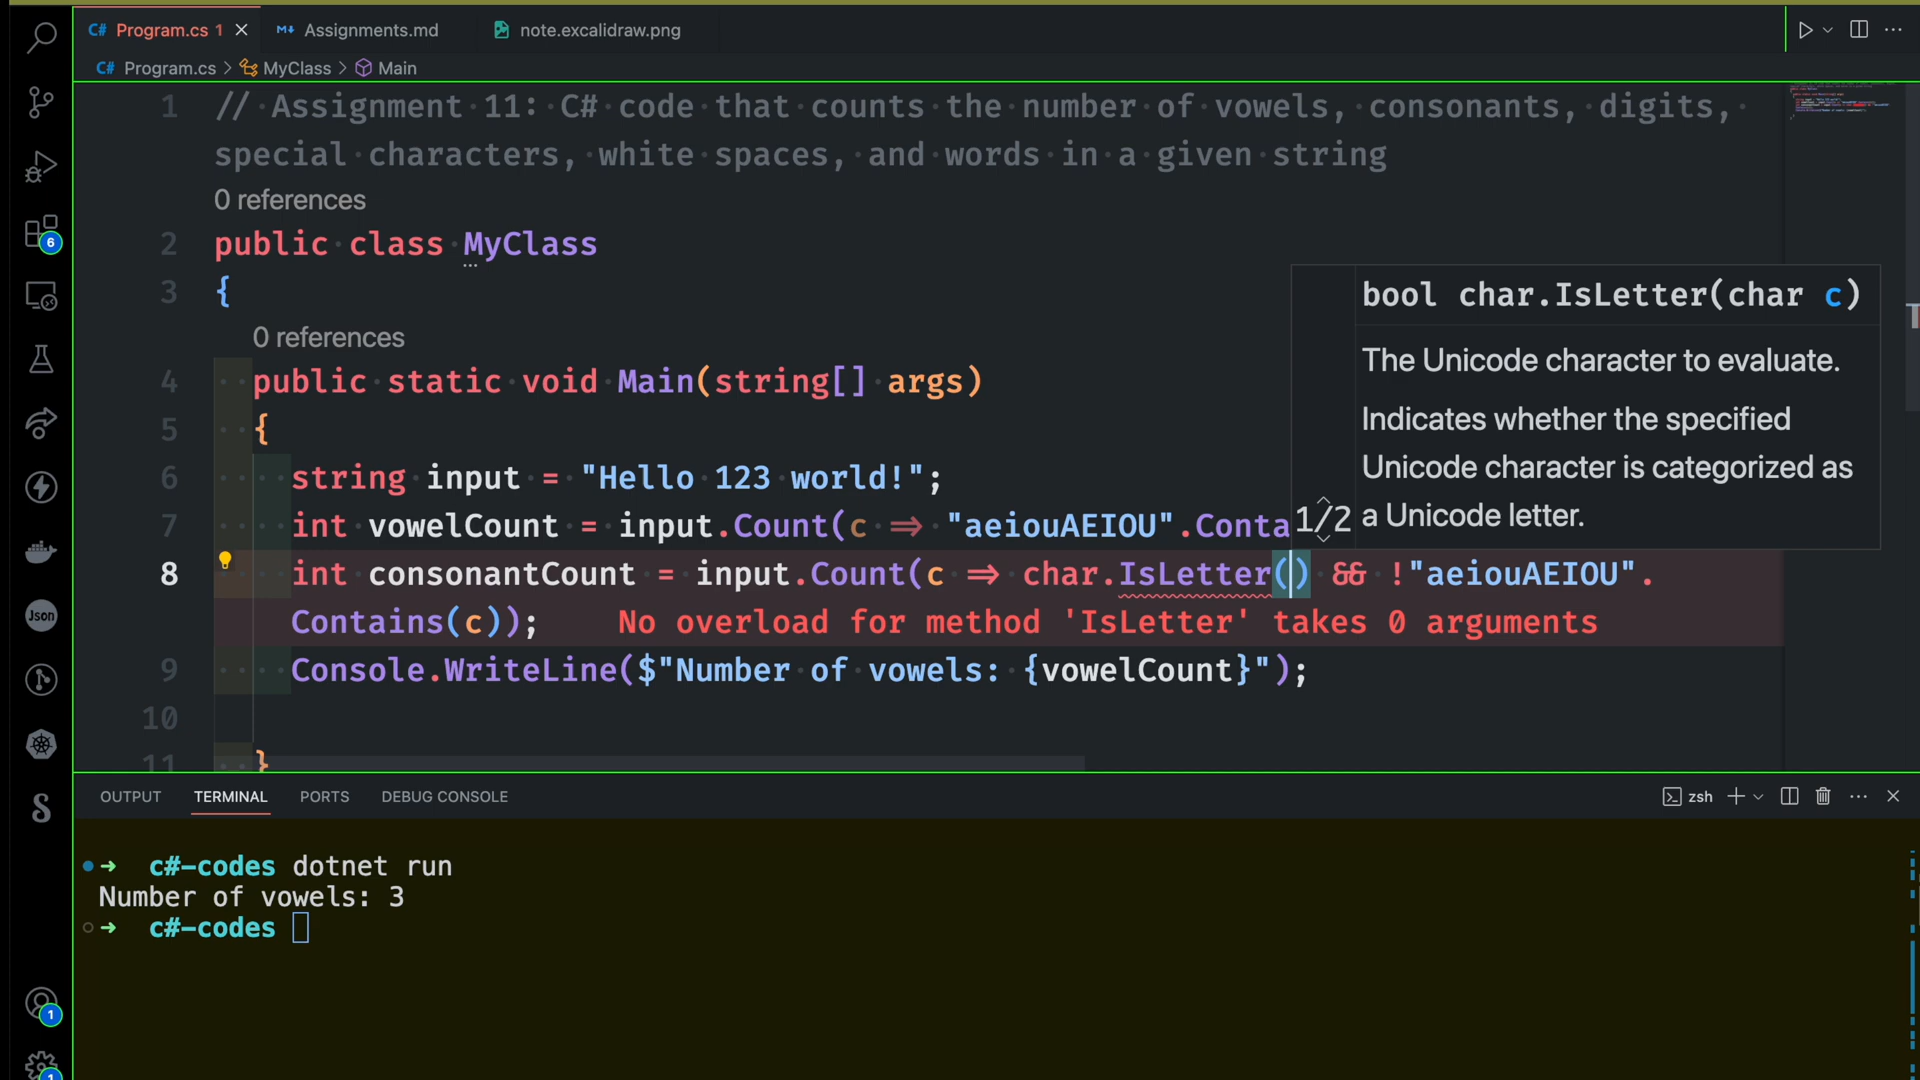 C# Program.cs 1 Assignments.md note.excalidraw.png
C# Program.cs > MyClass > Main
1 // Assignment 11: C# code that counts the number of vowels, consonants, digits,
special characters, white spaces, and words in a given string
0 references
2 public class MyClass
3 {
0 references
4 public static void Main(string[] args)
5 {
6 string input = "Hello 123 world!";
7 int vowelCount = input.Count(c => "aeiouAEIOU".Conta
8 int consonantCount = input.Count(c => char.IsLetter() && !"aeiouAEIOU".
Contains(c)); No overload for method 'IsLetter' takes 0 arguments
9 Console.WriteLine($"Number of vowels: {vowelCount}");
10
11 }
bool char.IsLetter(char c)
The Unicode character to evaluate.
Indicates whether the specified
Unicode character is categorized as
1/2 a Unicode letter.
6
Json
1
1
OUTPUT TERMINAL PORTS DEBUG CONSOLE zsh
→ c#-codes dotnet run
Number of vowels: 3
→ c#-codes